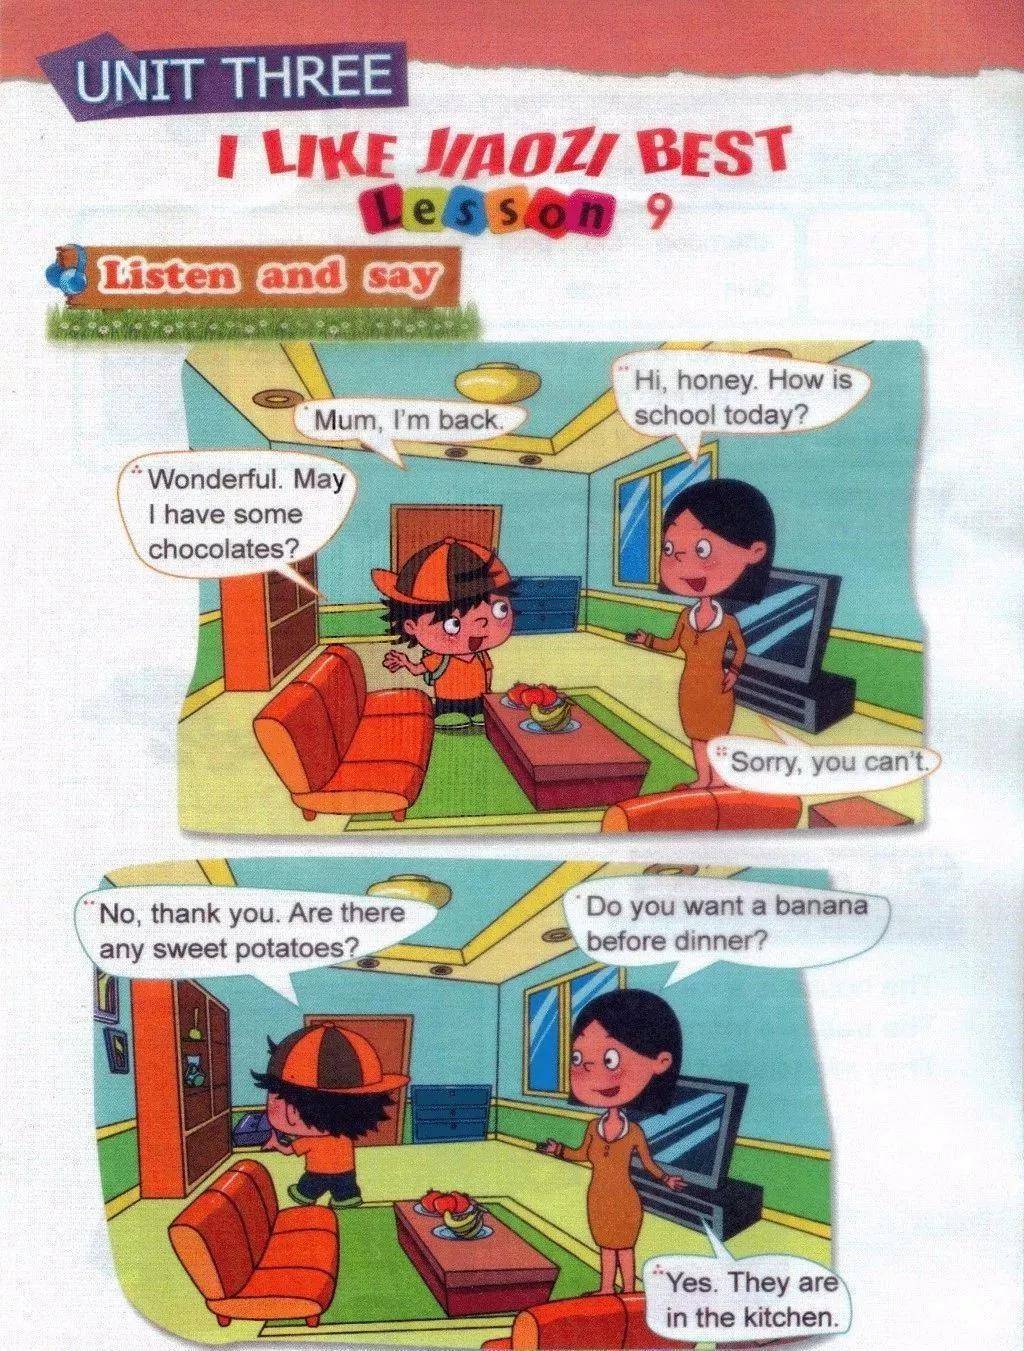 UNIT THREE
I LIKE JIAOZI BEST
Lesson 9
Listen and say
Mum, I'm back.
Hi, honey. How is
school today?
Wonderful. May
I have some
chocolates?
Sorry, you can't.
Do you want a banana
before dinner?
No, thank you. Are there
any sweet potatoes?
Yes. They are
in the kitchen.